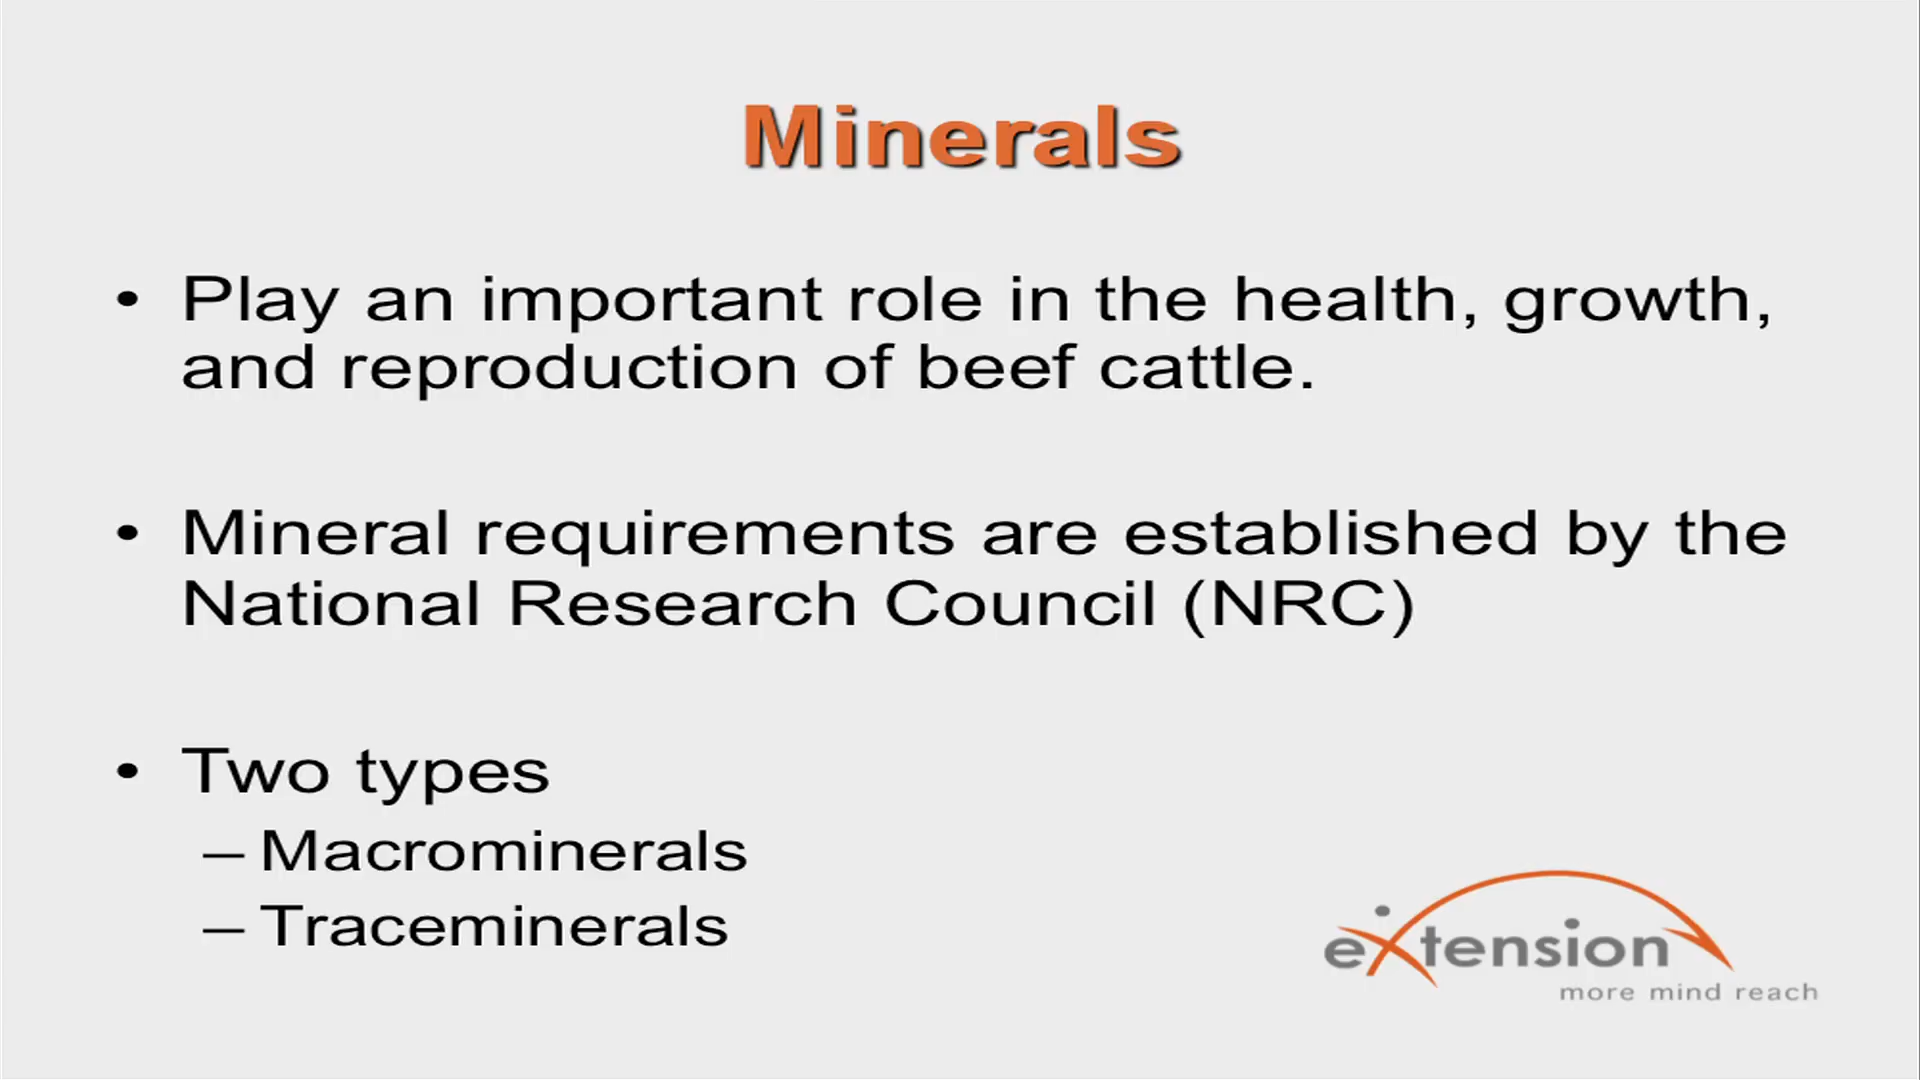 Minerals
• Play an important role in the health, growth,
and reproduction of beef cattle.
• Mineral requirements are established by the
National Research Council (NRC)
• Two types
– Macrominerals
– Traceminerals
eXtension
more mind reach